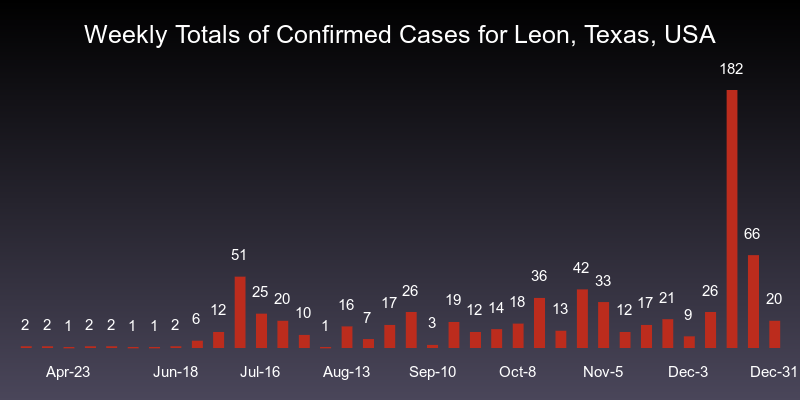 Weekly Totals of Confirmed Cases for Leon, Texas, USA
2 2 1 2 2 1 1 2 6 12 51 25 20 10 1 16 7 17 26 3 19 12 14 18 36 13 42 33 12 17 21 9 26 182 66 20
Apr-23 Jun-18 Jul-16 Aug-13 Sep-10 Oct-8 Nov-5 Dec-3 Dec-31